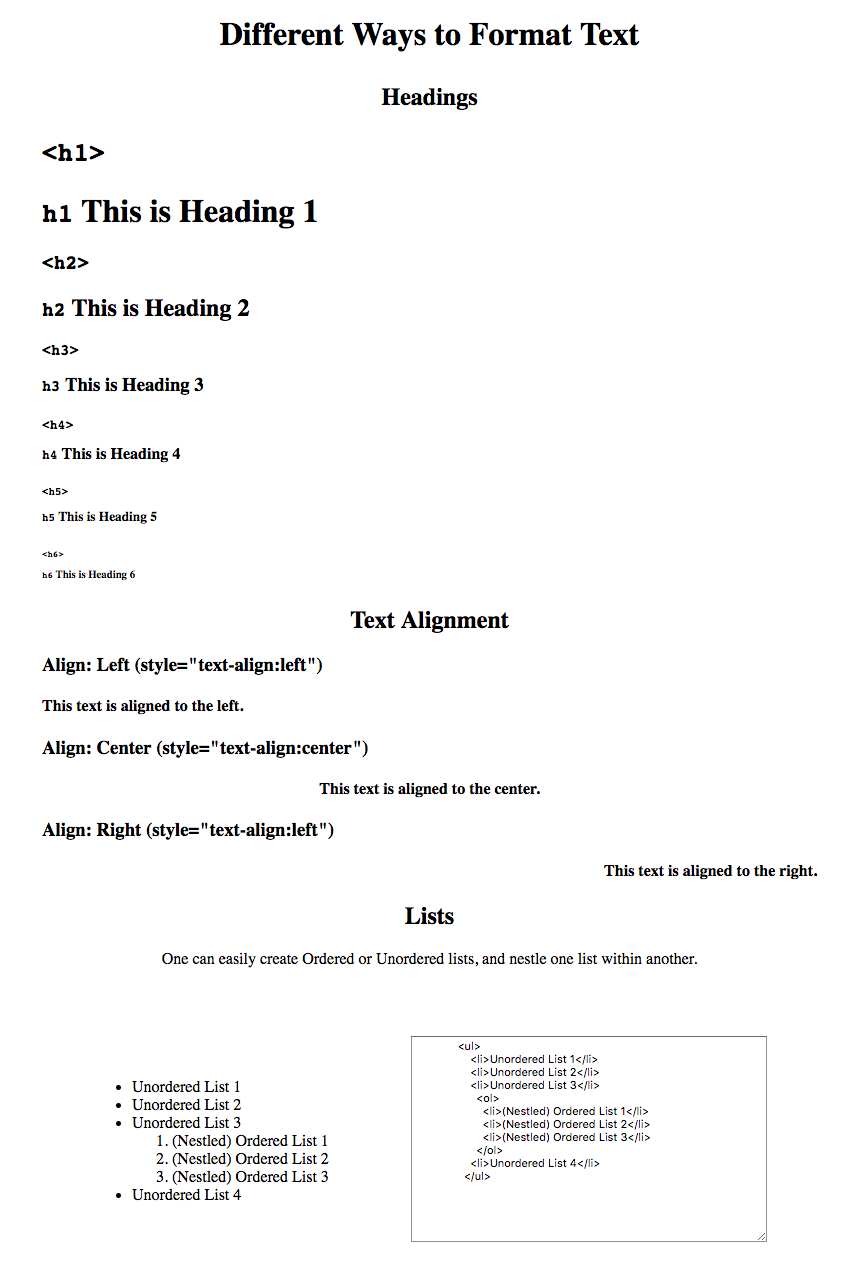 Different Ways to Format Text
Headings
<h1>
h1 This is Heading 1
<h2>
h2 This is Heading 2
<h3>
h3 This is Heading 3
<h4>
h4 This is Heading 4
<h5>
h5 This is Heading 5
<h6>
h6 This is Heading 6
Text Alignment
Align: Left (style="text-align:left")
This text is aligned to the left.
Align: Center (style="text-align:center")
This text is aligned to the center.
Align: Right (style="text-align:left")
This text is aligned to the right.
Lists
One can easily create Ordered or Unordered lists, and nestle one list within another.
• Unordered List 1
• Unordered List 2
• Unordered List 3
1. (Nestled) Ordered List 1
2. (Nestled) Ordered List 2
3. (Nestled) Ordered List 3
• Unordered List 4
<ul>
<li>Unordered List 1</li>
<li>Unordered List 2</li>
<li>Unordered List 3</li>
<ol>
<li>(Nestled) Ordered List 1</li>
<li>(Nestled) Ordered List 2</li>
<li>(Nestled) Ordered List 3</li>
</ol>
<li>Unordered List 4</li>
</ul>